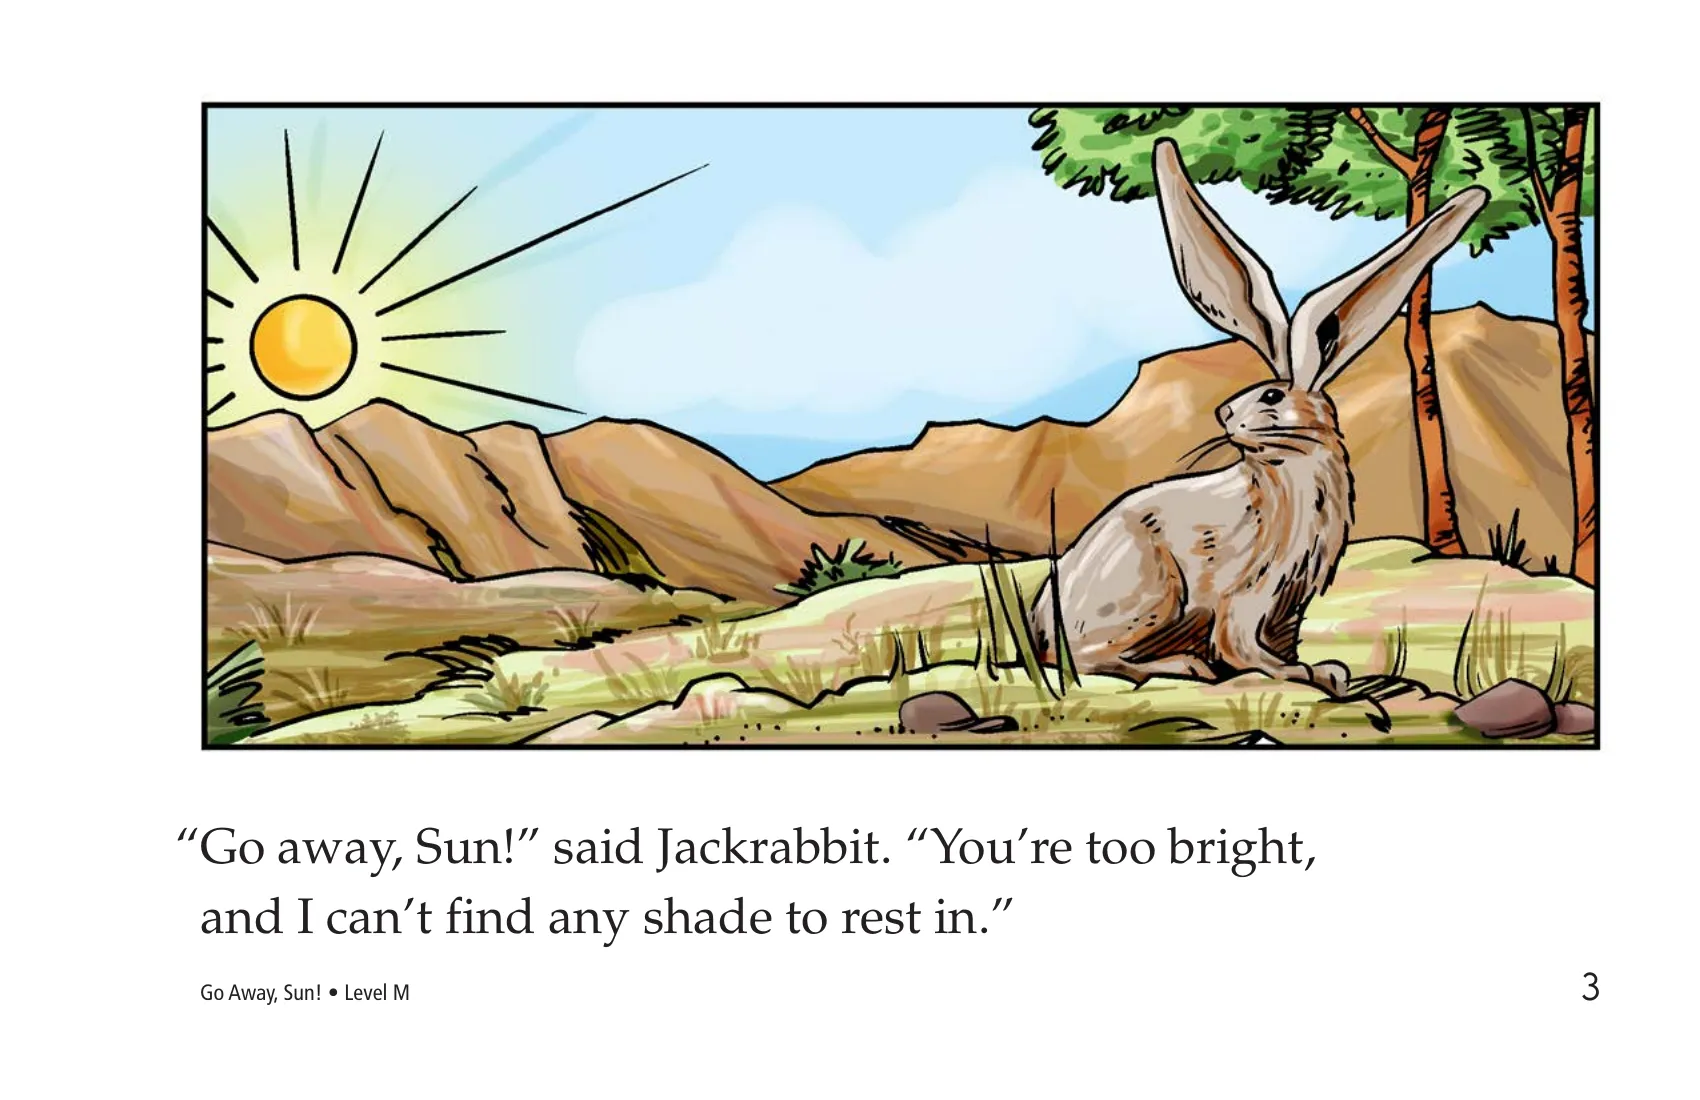 “Go away, Sun!” said Jackrabbit. “You’re too bright,
and I can’t find any shade to rest in.”
Go Away, Sun! • Level M
3